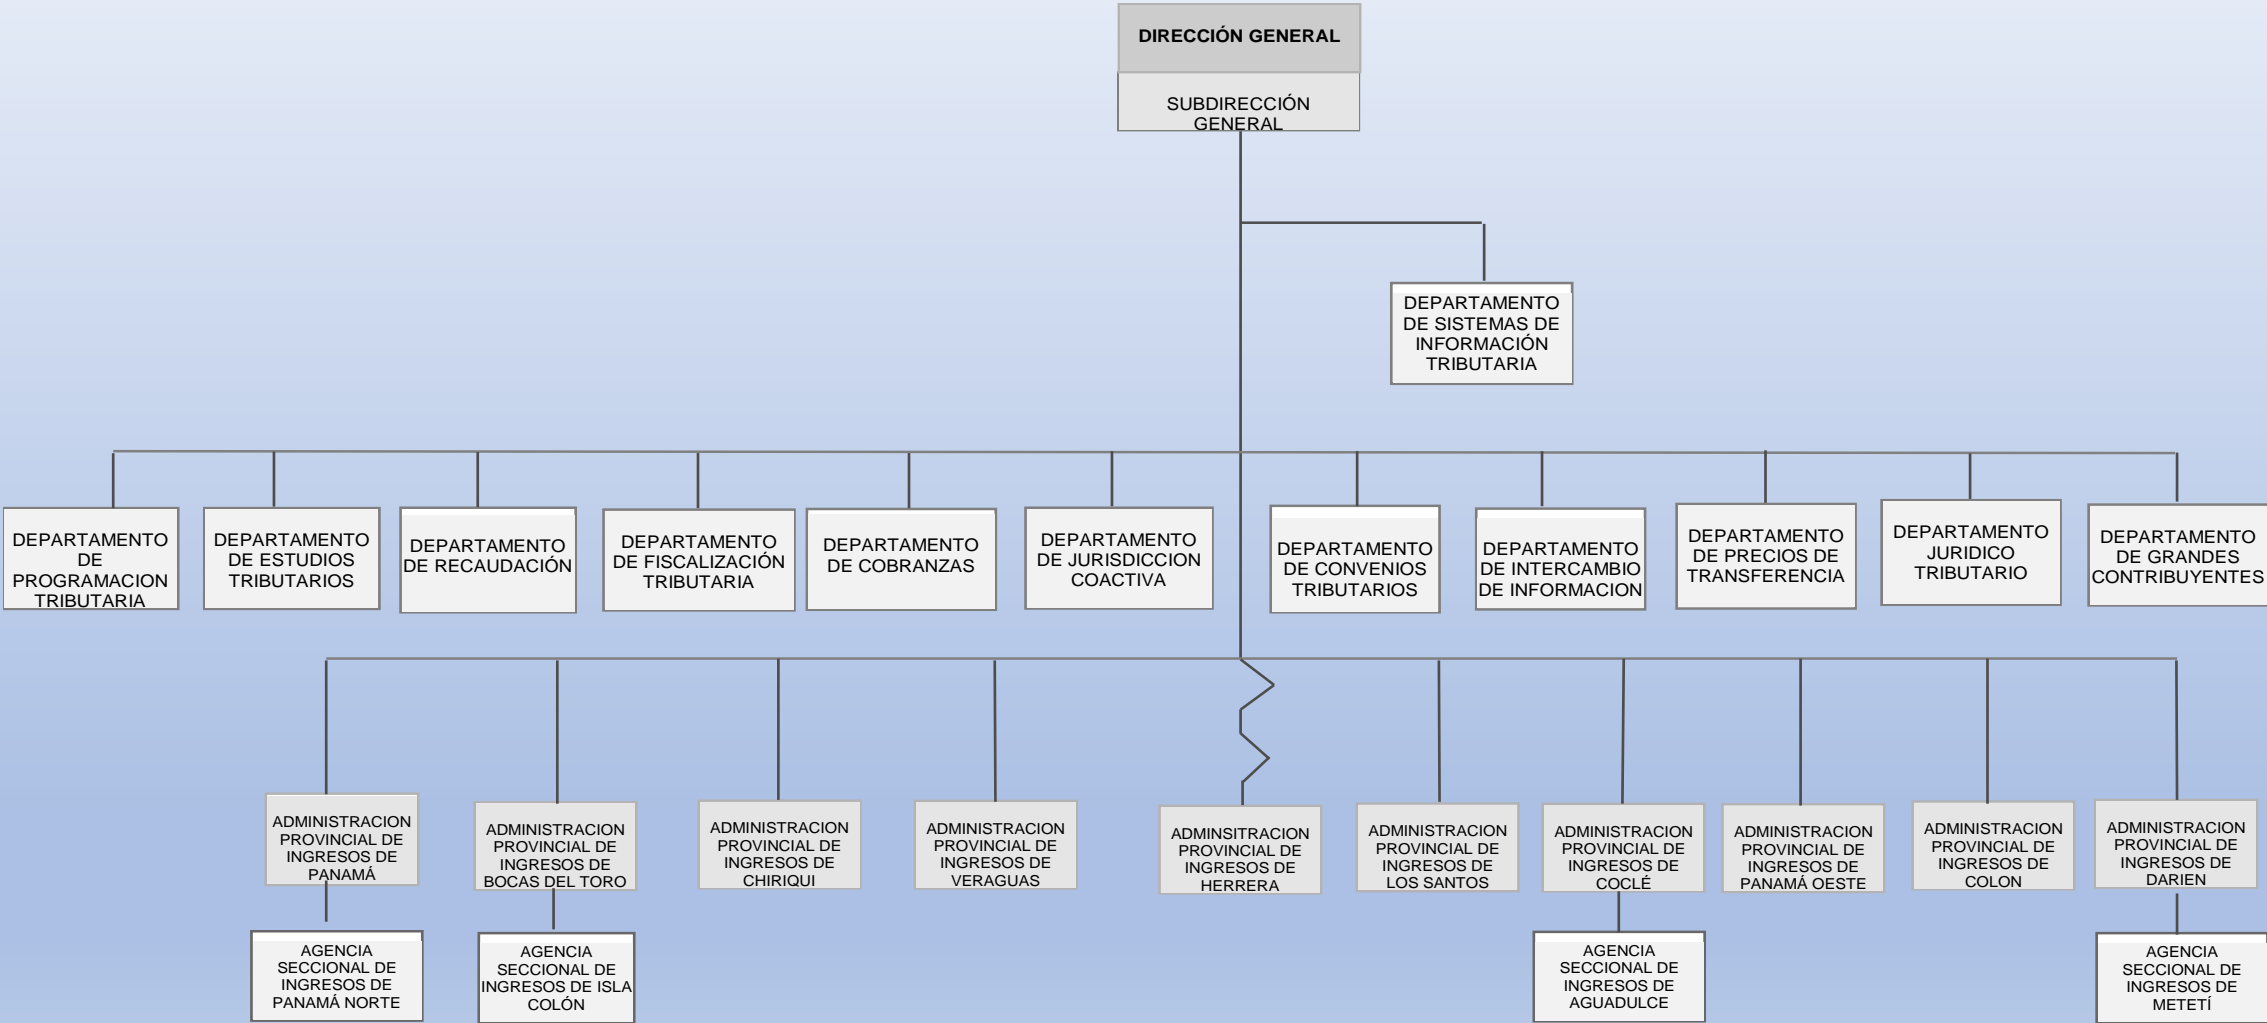 DIRECCIÓN GENERAL
SUBDIRECCIÓN
GENERAL
DEPARTAMENTO
DE SISTEMAS DE
INFORMACIÓN
TRIBUTARIA
DEPARTAMENTO
DE
PROGRAMACION
TRIBUTARIA
DEPARTAMENTO
DE ESTUDIOS
TRIBUTARIOS
DEPARTAMENTO
DE RECAUDACIÓN
DEPARTAMENTO
DE FISCALIZACIÓN
TRIBUTARIA
DEPARTAMENTO
DE COBRANZAS
DEPARTAMENTO
DE JURISDICCION
COACTIVA
DEPARTAMENTO
DE CONVENIOS
TRIBUTARIOS
DEPARTAMENTO
DE INTERCAMBIO
DE INFORMACION
DEPARTAMENTO
DE PRECIOS DE
TRANSFERENCIA
DEPARTAMENTO
JURIDICO
TRIBUTARIO
DEPARTAMENTO
DE GRANDES
CONTRIBUYENTES
ADMINISTRACION
PROVINCIAL DE
INGRESOS DE
PANAMÁ
ADMINISTRACION
PROVINCIAL DE
INGRESOS DE
BOCAS DEL TORO
ADMINISTRACION
PROVINCIAL DE
INGRESOS DE
CHIRIQUI
ADMINISTRACION
PROVINCIAL DE
INGRESOS DE
VERAGUAS
ADMINSITRACION
PROVINCIAL DE
INGRESOS DE
HERRERA
ADMINISTRACION
PROVINCIAL DE
INGRESOS DE
LOS SANTOS
ADMINISTRACION
PROVINCIAL DE
INGRESOS DE
COCLÉ
ADMINISTRACION
PROVINCIAL DE
INGRESOS DE
PANAMÁ OESTE
ADMINISTRACION
PROVINCIAL DE
INGRESOS DE
COLON
ADMINISTRACION
PROVINCIAL DE
INGRESOS DE
DARIEN
AGENCIA
SECCIONAL DE
INGRESOS DE
PANAMÁ NORTE
AGENCIA
SECCIONAL DE
INGRESOS DE ISLA
COLÓN
AGENCIA
SECCIONAL DE
INGRESOS DE
AGUADULCE
AGENCIA
SECCIONAL DE
INGRESOS DE
METETÍ